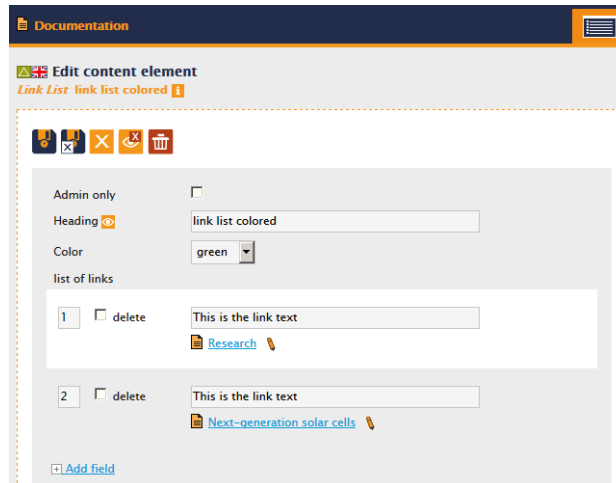 Documentation
Edit content element
Link List link list colored i
Admin only
Heading link list colored
Color green
list of links
1 delete This is the link text
Research
2 delete This is the link text
Next-generation solar cells
Add field